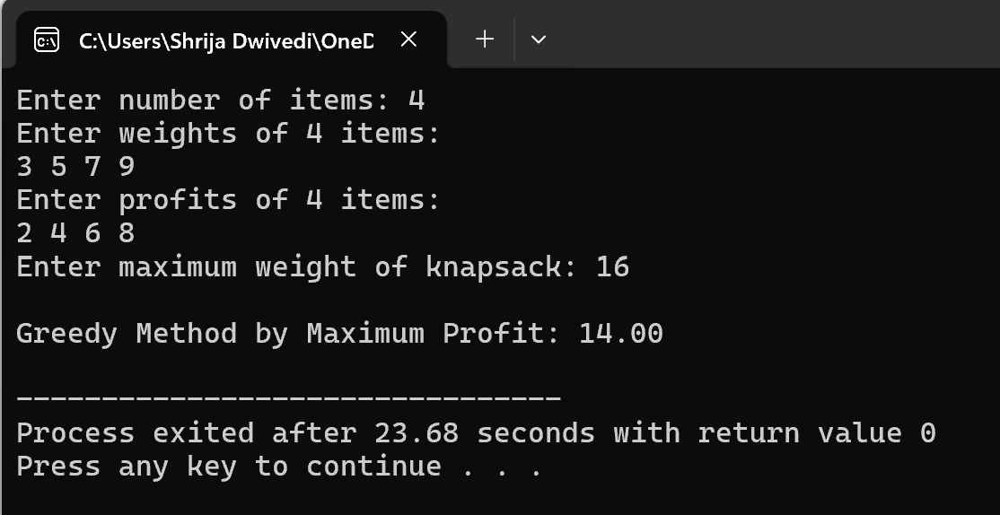 C:\Users\Shrija Dwivedi\OneD
Enter number of items: 4
Enter weights of 4 items:
3 5 7 9
Enter profits of 4 items:
2 4 6 8
Enter maximum weight of knapsack: 16
Greedy Method by Maximum Profit: 14.00
--------------------------------
Process exited after 23.68 seconds with return value 0
Press any key to continue . . .